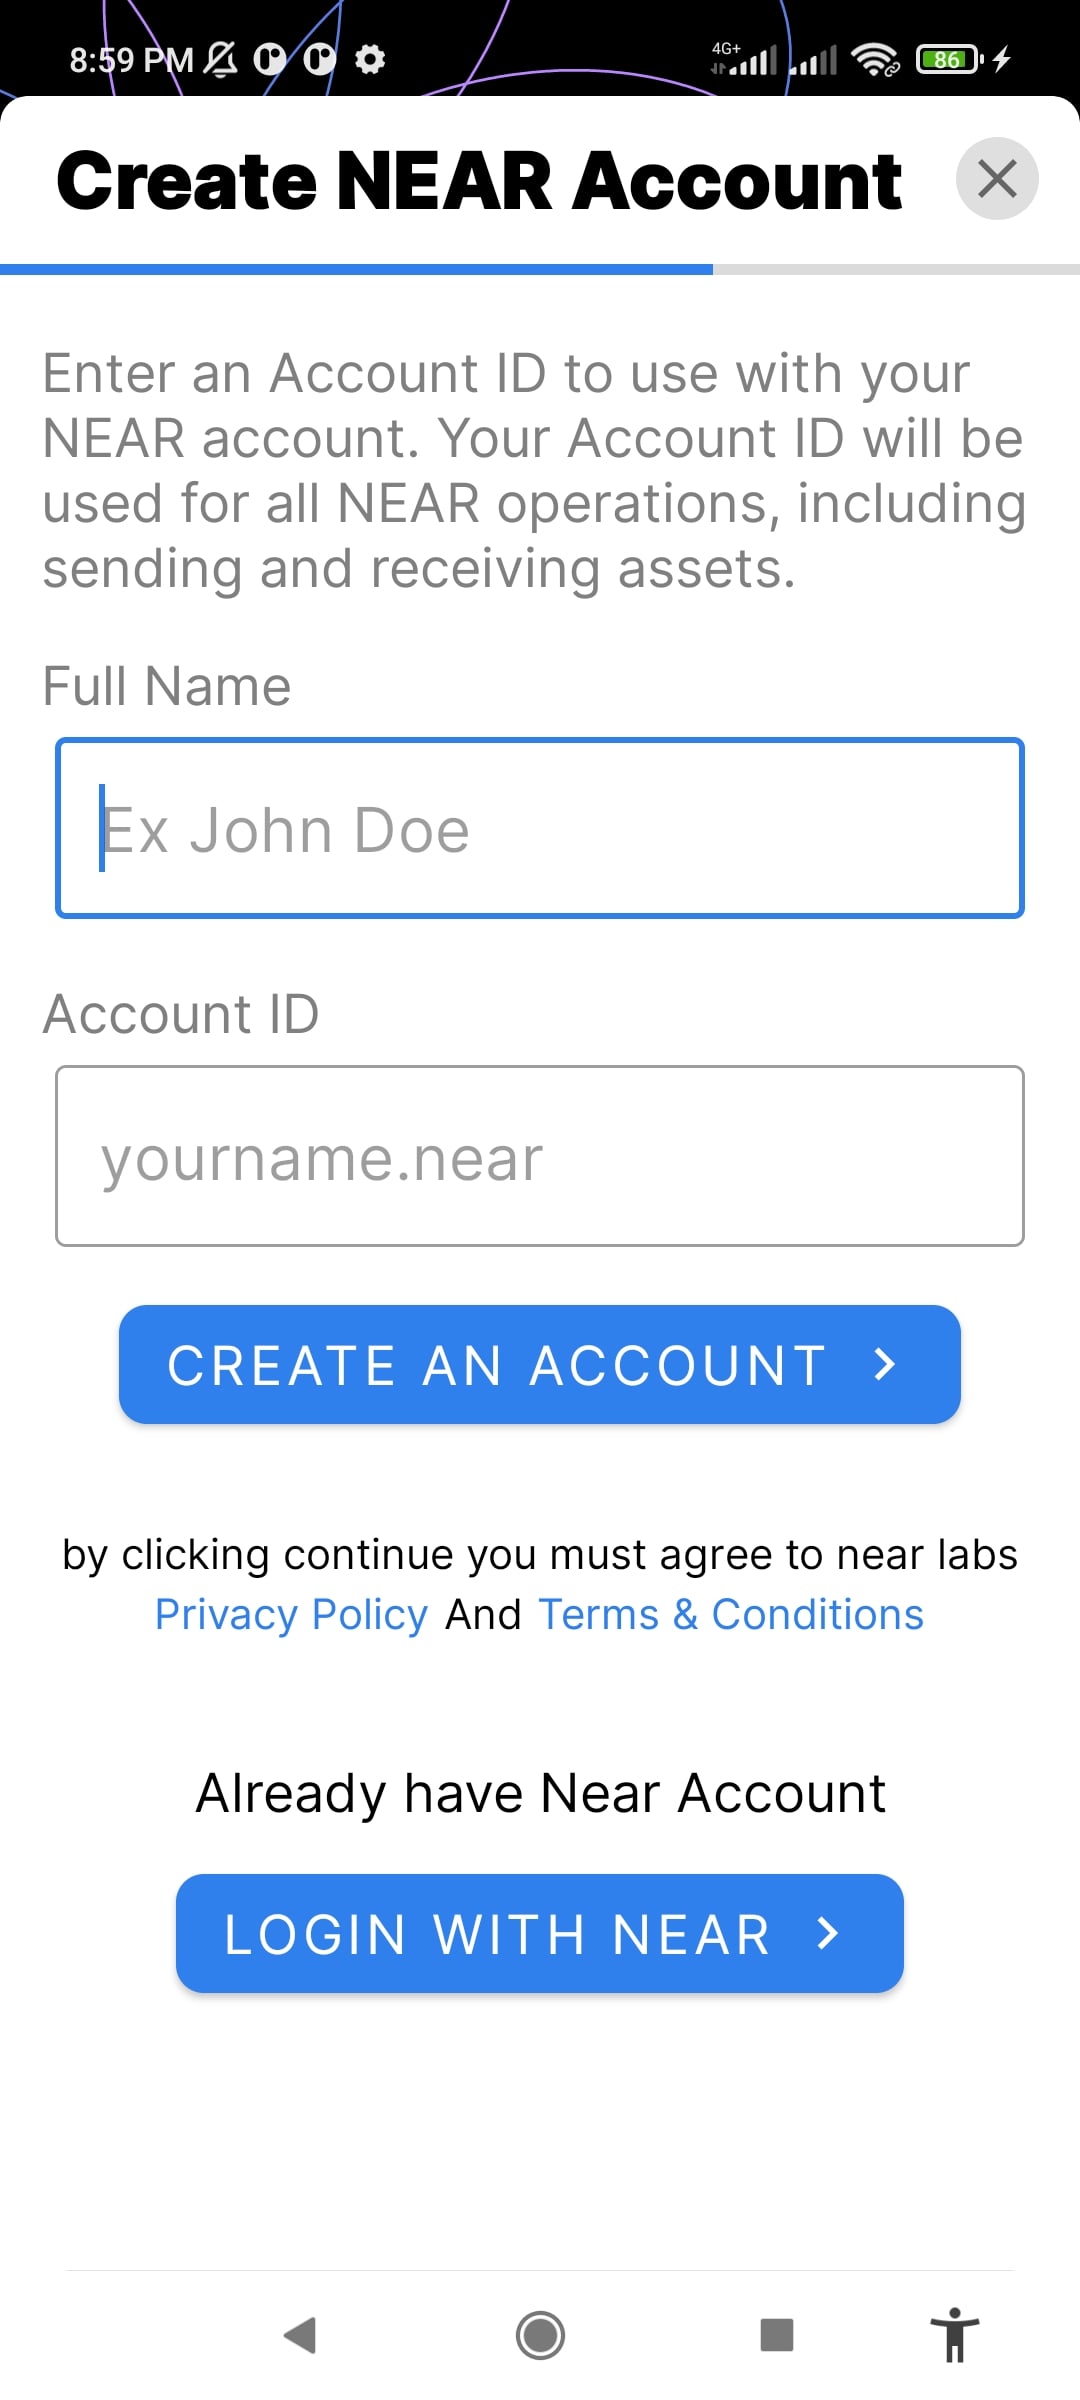 8:59 PM
4G+
86
Create NEAR Account
Enter an Account ID to use with your
NEAR account. Your Account ID will be
used for all NEAR operations, including
sending and receiving assets.
Full Name
Ex John Doe
Account ID
yourname.near
CREATE AN ACCOUNT
by clicking continue you must agree to near labs
Privacy Policy And Terms & Conditions
Already have Near Account
LOGIN WITH NEAR